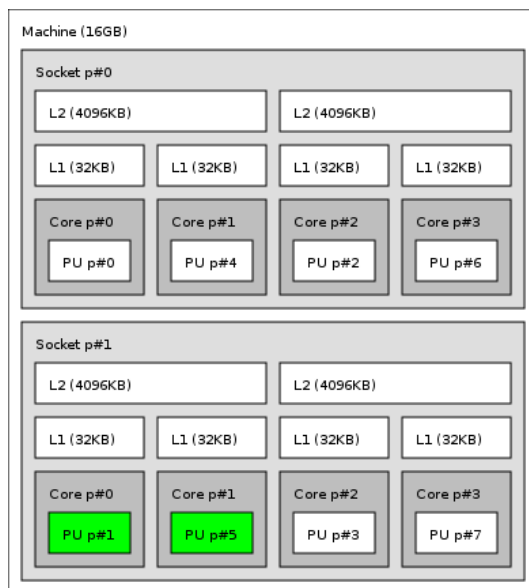 Machine (16GB)
Socket p#0
L2 (4096KB) L2 (4096KB)
L1 (32KB) L1 (32KB) L1 (32KB) L1 (32KB)
Core p#0 Core p#1 Core p#2 Core p#3
PU p#0 PU p#4 PU p#2 PU p#6
Socket p#1
L2 (4096KB) L2 (4096KB)
L1 (32KB) L1 (32KB) L1 (32KB) L1 (32KB)
Core p#0 Core p#1 Core p#2 Core p#3
PU p#1 PU p#5 PU p#3 PU p#7